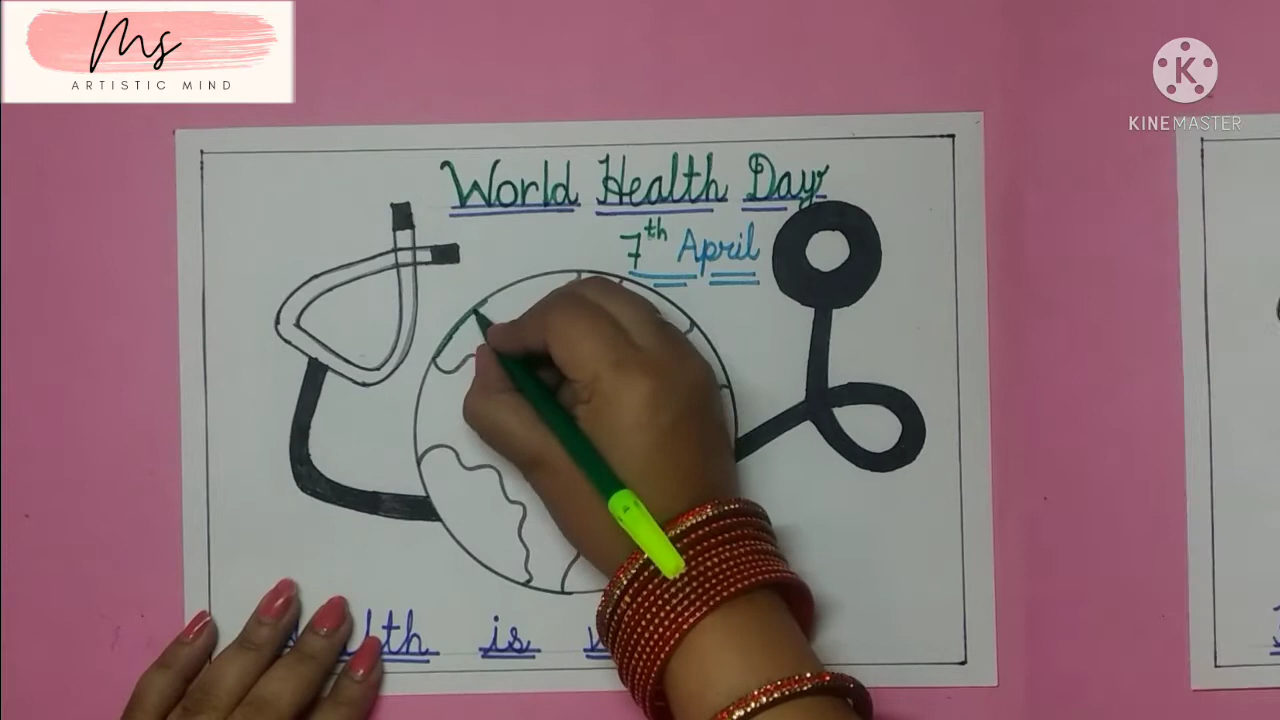 Ms
ARTISTIC MIND
K
KINEMASTER
World Health Day
7th April
is